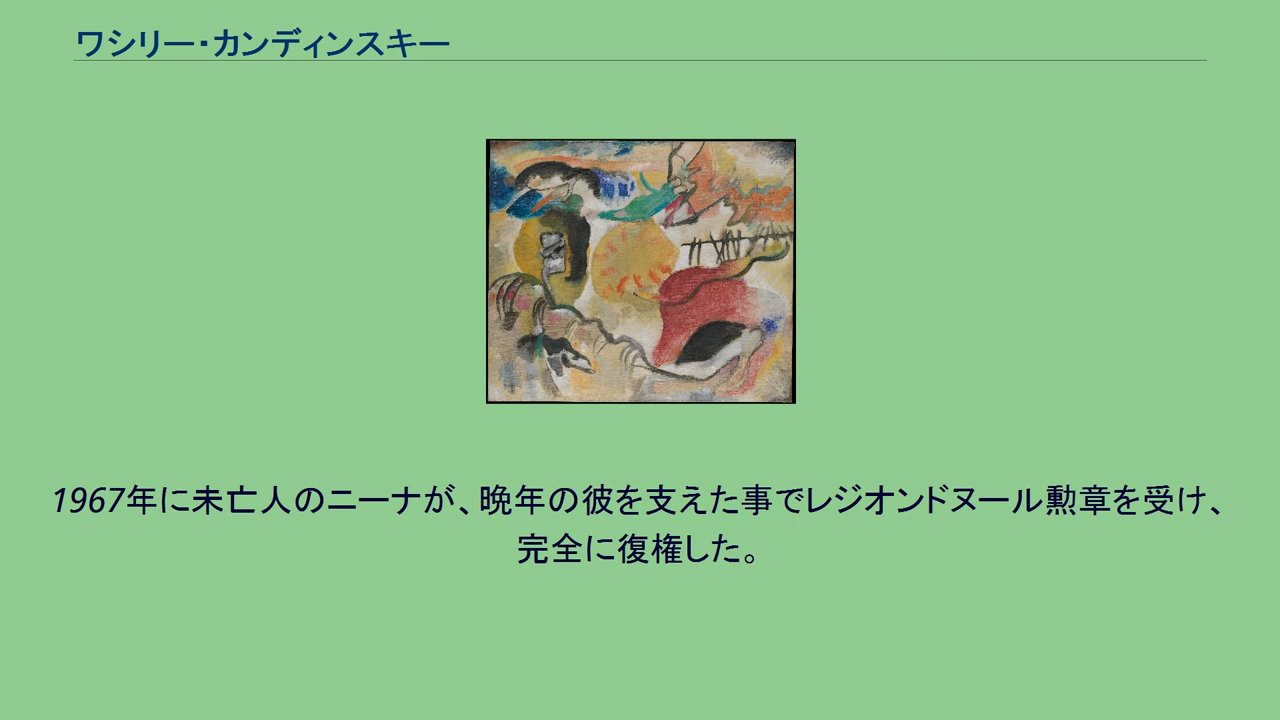 ワシリー・カンディンスキー
1967年に未亡人のニーナが、晩年の彼を支えた事でレジオンドヌール勲章を受け、
完全に復権した。